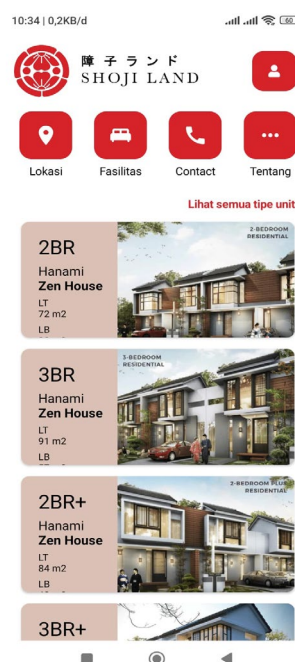 10:34 | 0,2KB/d
60
障子ランド
SHOJI LAND
Lokasi
Fasilitas
Contact
Tentang
Lihat semua tipe unit
2BR
Hanami
Zen House
LT
72 m2
LB
2-BEDROOM
RESIDENTIAL
3BR
Hanami
Zen House
LT
91 m2
LB
3-BEDROOM
RESIDENTIAL
2BR+
Hanami
Zen House
LT
84 m2
LB
2-BEDROOM PLUS
RESIDENTIAL
3BR+